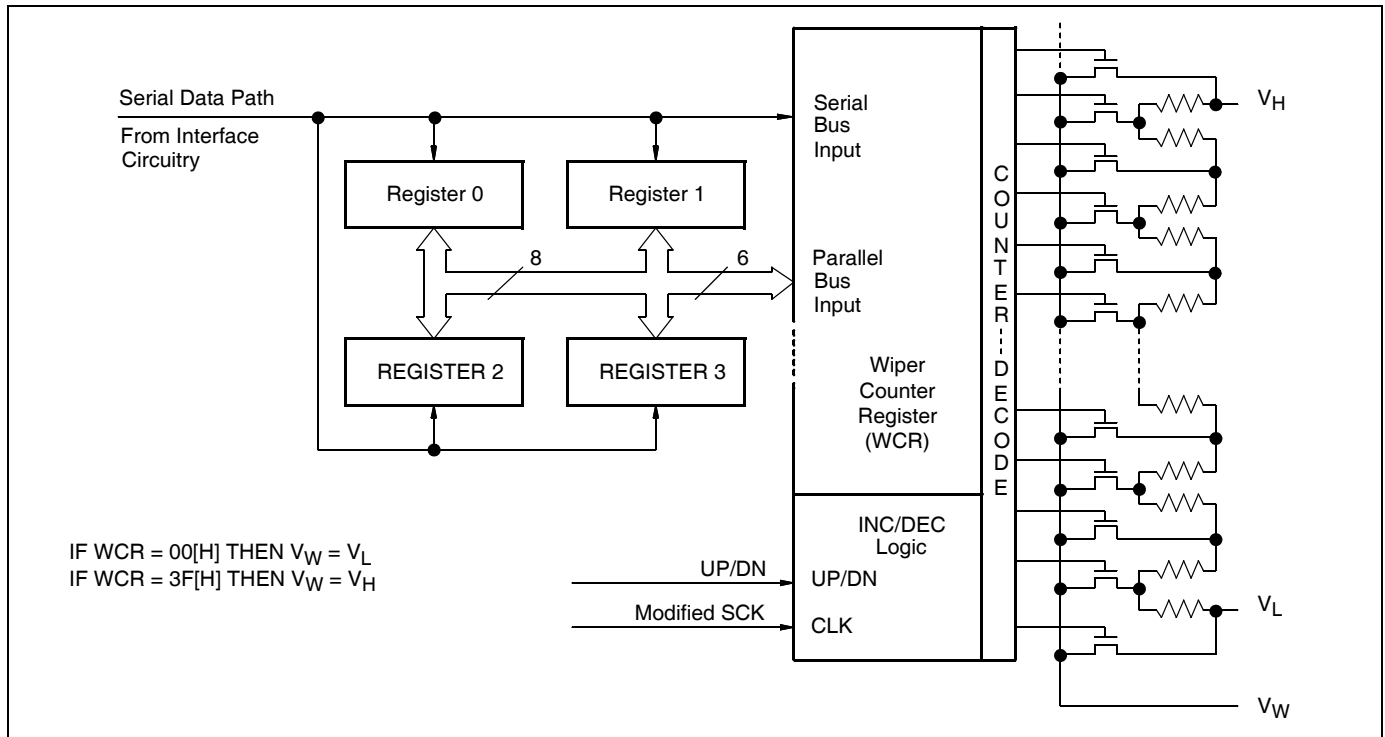 Serial Data Path
From Interface
Circuitry
Register 0
Register 1
8
6
REGISTER 2
REGISTER 3
Serial
Bus
Input
Parallel
Bus
Input
Wiper
Counter
Register
(WCR)
INC/DEC
Logic
UP/DN
UP/DN
Modified SCK
CLK
COUNTER DECODE
VH
VL
VW
IF WCR = 00[H] THEN VW = VL
IF WCR = 3F[H] THEN VW = VH